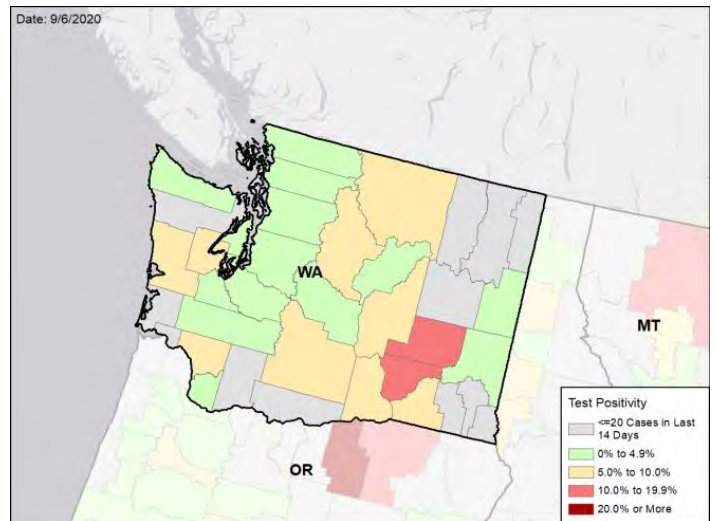 Date: 9/6/2020
WA
MT
OR
Test Positivity
<=20 Cases in Last
14 Days
0% to 4.9%
5.0% to 10.0%
10.0% to 19.9%
20.0% or More